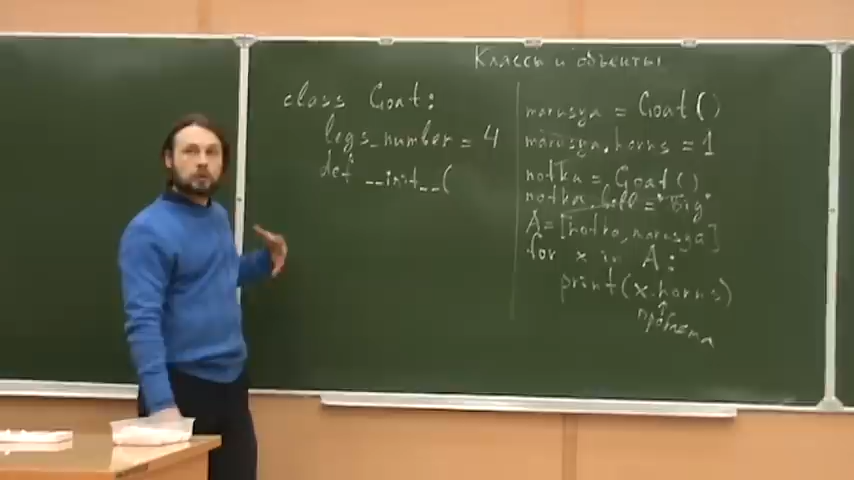 Классы и объекты
class Goat:
legs_number = 4
def __init__(
marusya = Goat()
marusya.horns = 1
notka = Goat()
notka.bell = "Big"
A = [notka, marusya]
for x in A:
print(x.horns)
↑
проблема